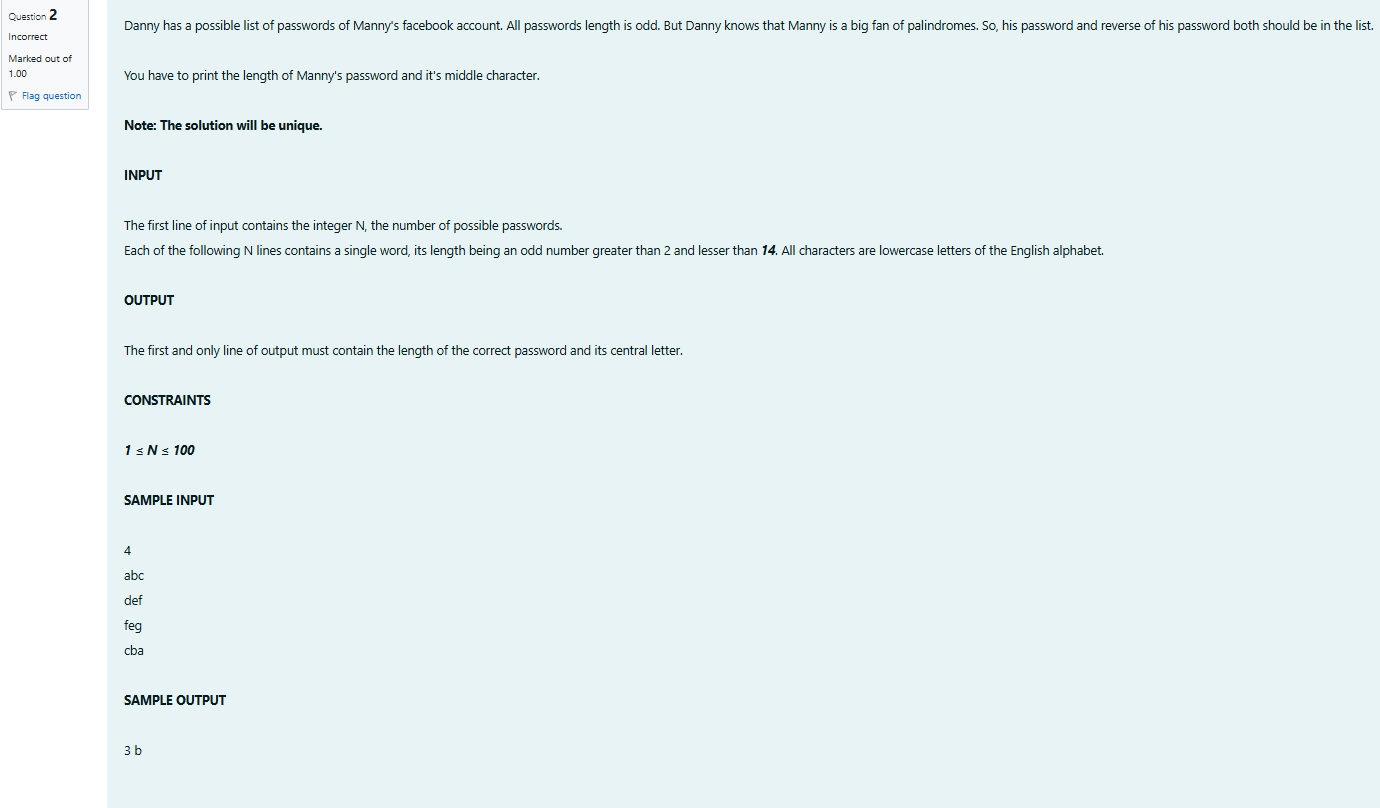 Question 2
Incorrect
Marked out of
1.00
Flag question
Danny has a possible list of passwords of Manny's facebook account. All passwords length is odd. But Danny knows that Manny is a big fan of palindromes. So, his password and reverse of his password both should be in the list.
You have to print the length of Manny's password and it's middle character.
Note: The solution will be unique.
INPUT
The first line of input contains the integer N, the number of possible passwords.
Each of the following N lines contains a single word, its length being an odd number greater than 2 and lesser than 14. All characters are lowercase letters of the English alphabet.
OUTPUT
The first and only line of output must contain the length of the correct password and its central letter.
CONSTRAINTS
1 ≤ N ≤ 100
SAMPLE INPUT
4
abc
def
feg
cba
SAMPLE OUTPUT
3 b